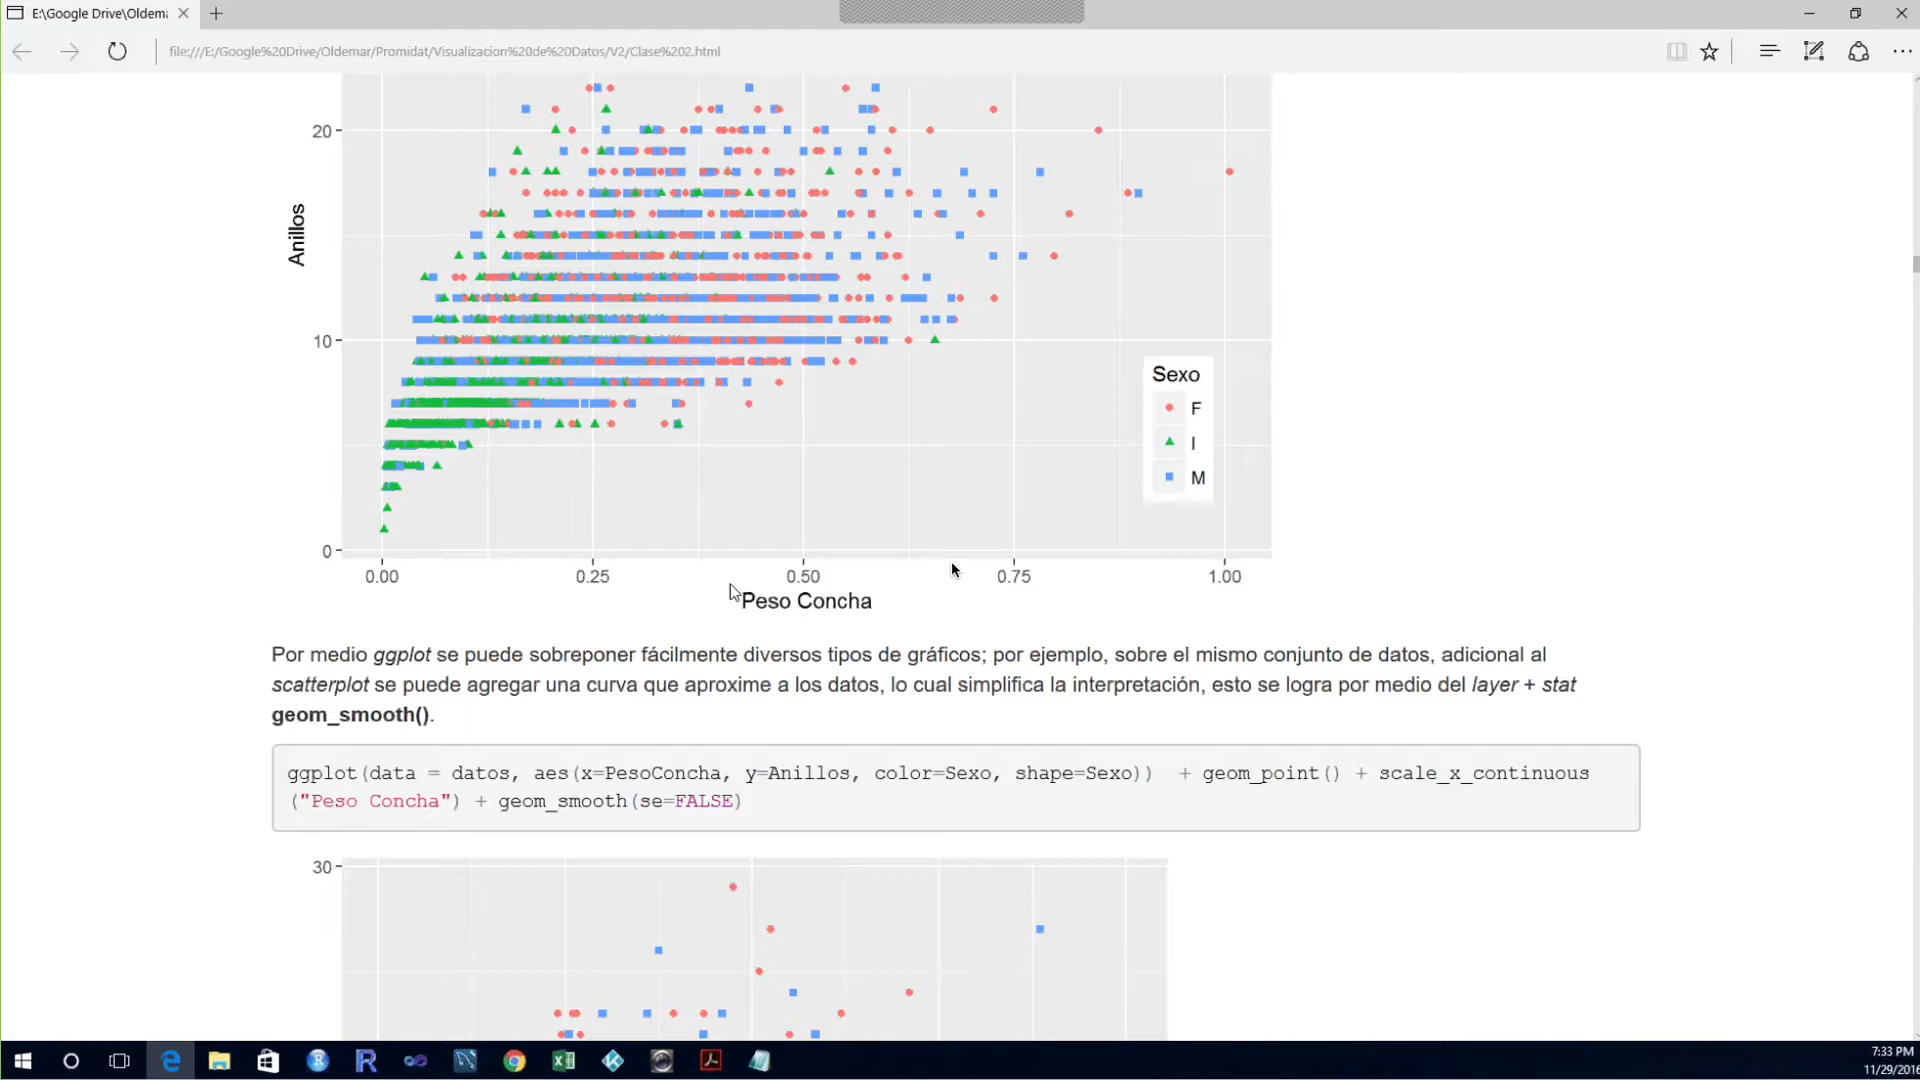 E:\Google Drive\Oldema
file:///E:/Google%20Drive/Oldemar/Promidat/Visualizacion%20de%20Datos/V2/Clase%202.html
20
Anillos
10
Sexo
F
I
M
0
0.00 0.25 0.50 0.75 1.00
Peso Concha
Por medio ggplot se puede sobreponer fácilmente diversos tipos de gráficos; por ejemplo, sobre el mismo conjunto de datos, adicional al
scatterplot se puede agregar una curva que aproxime a los datos, lo cual simplifica la interpretación, esto se logra por medio del layer + stat
geom_smooth().
ggplot(data = datos, aes(x=PesoConcha, y=Anillos, color=Sexo, shape=Sexo))  + geom_point() + scale_x_continuous
("Peso Concha") + geom_smooth(se=FALSE)
30
7:33 PM
11/29/2016